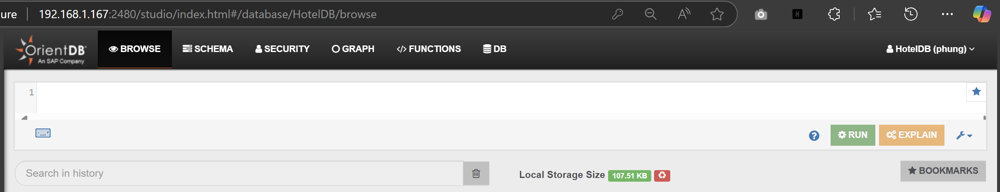 ure 192.168.1.167:2480/studio/index.html#/database/HotelDB/browse
OrientDB®
An SAP Company
BROWSE SCHEMA SECURITY GRAPH FUNCTIONS DB HotelDB (phung)
1
RUN EXPLAIN
Search in history
Local Storage Size 107.51 KB
BOOKMARKS